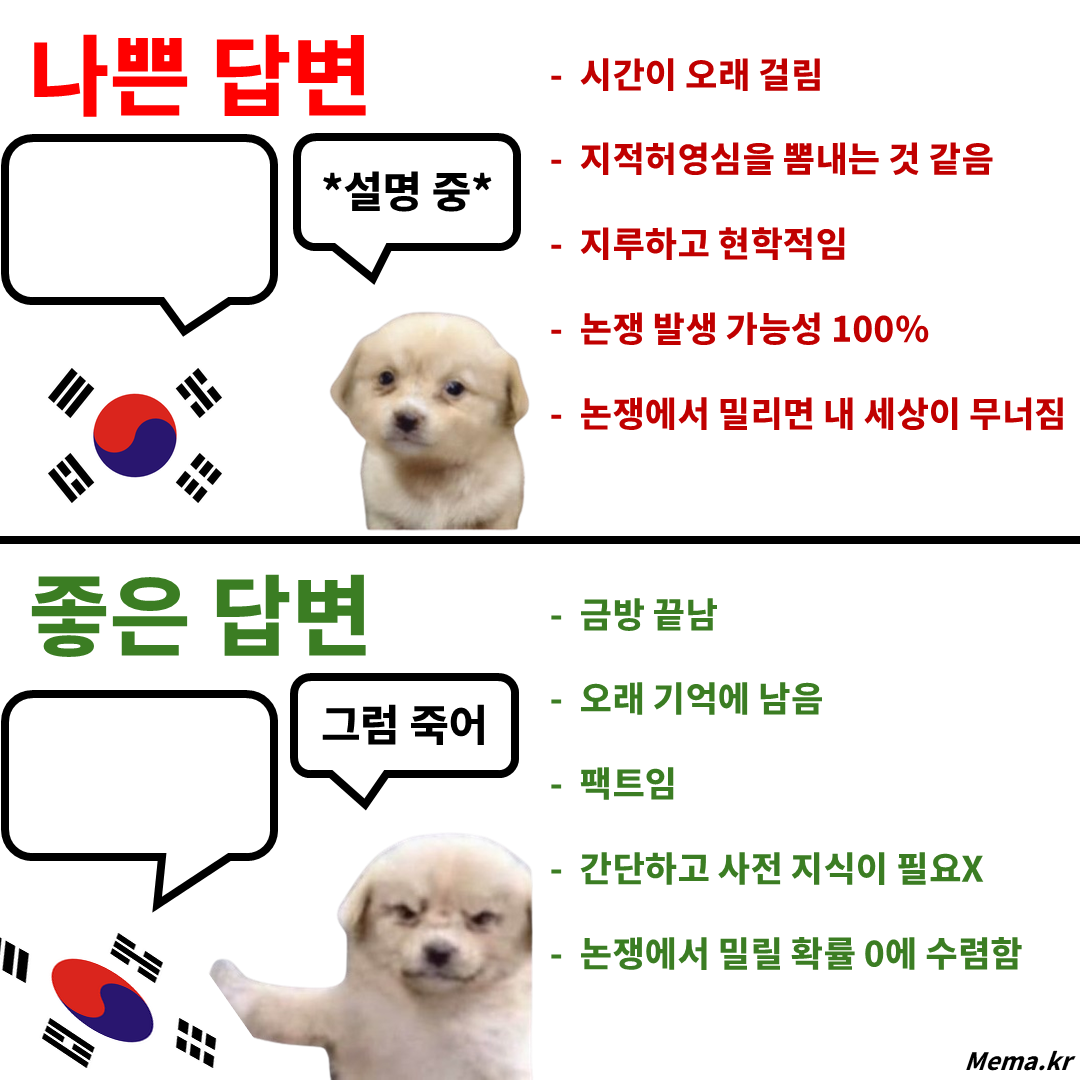 나쁜 답변
*설명 중*
- 시간이 오래 걸림
- 지적허영심을 뽐내는 것 같음
- 지루하고 현학적임
- 논쟁 발생 가능성 100%
- 논쟁에서 밀리면 내 세상이 무너짐
좋은 답변
그럼 죽어
- 금방 끝남
- 오래 기억에 남음
- 팩트임
- 간단하고 사전 지식이 필요X
- 논쟁에서 밀릴 확률 0에 수렴함
Mema.kr